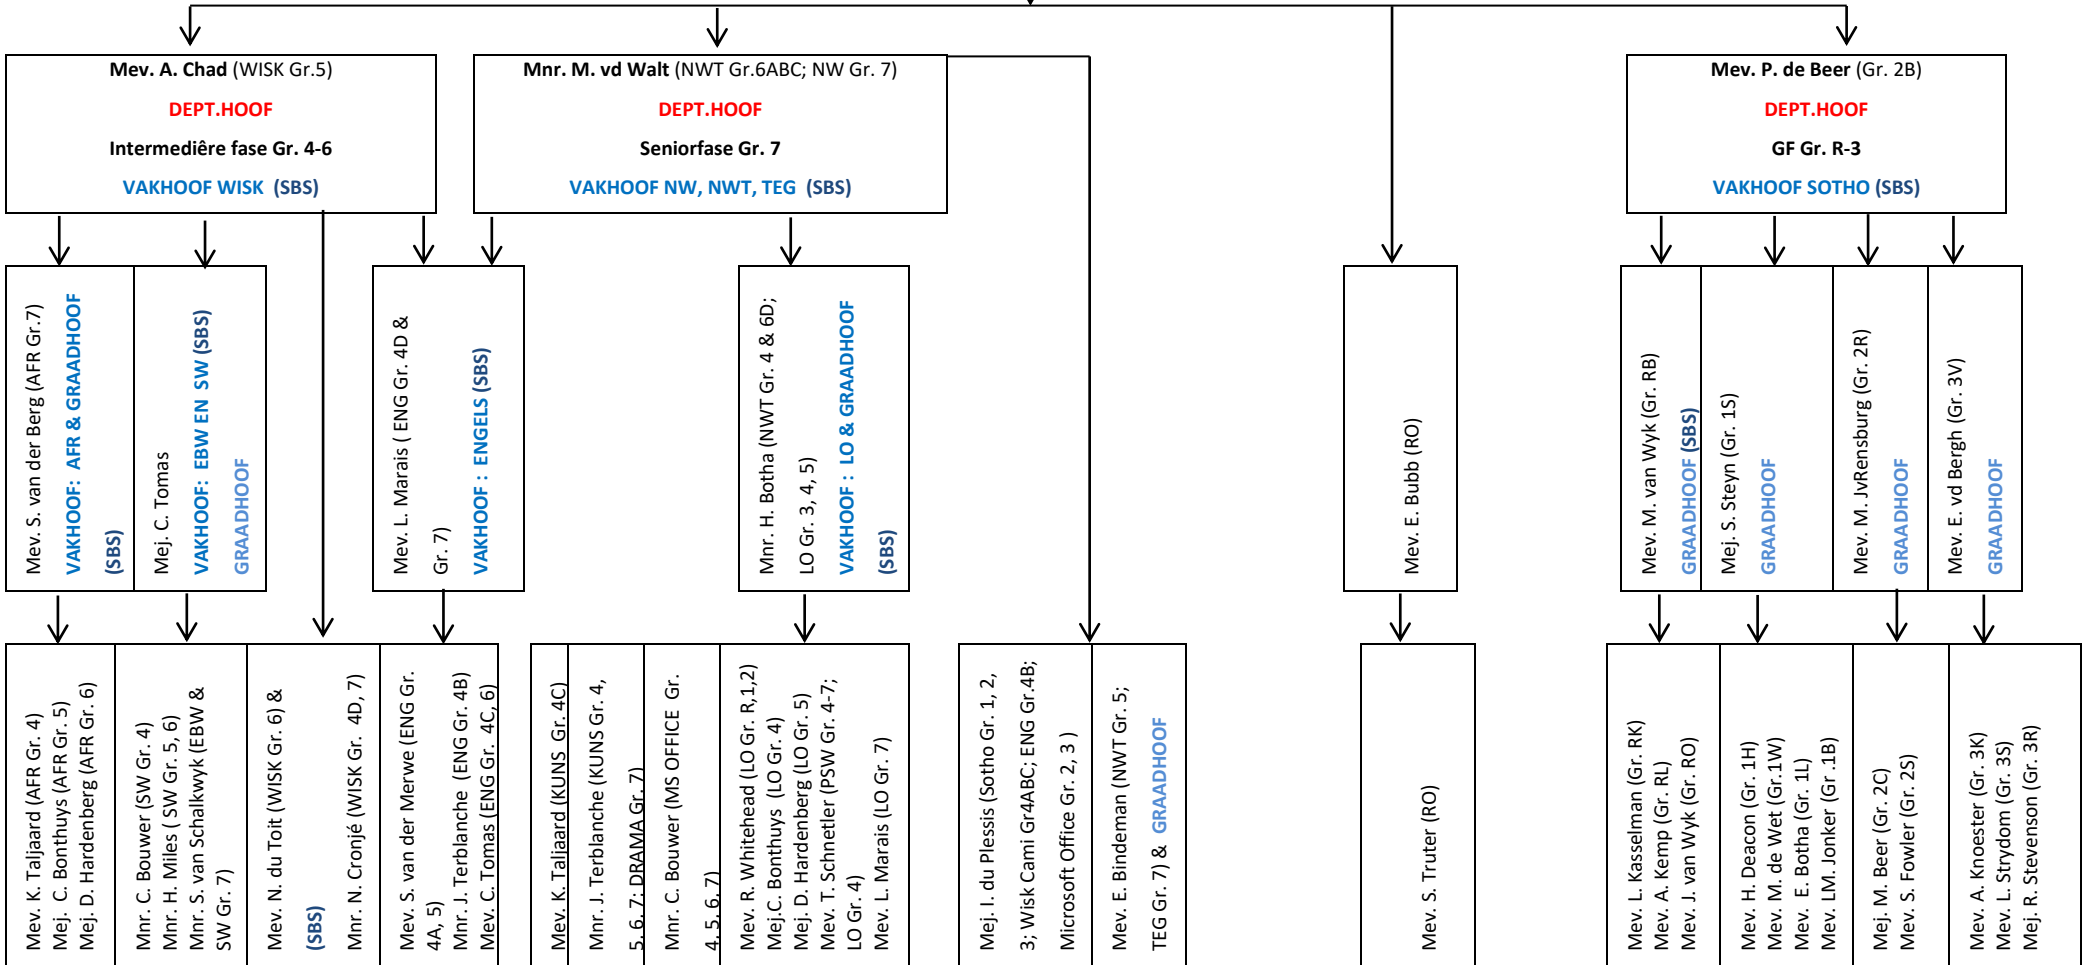 Mev. A. Chad (WISK Gr.5)
DEPT.HOOF
Intermediêre fase Gr. 4-6
VAKHOOF WISK (SBS)
Mnr. M. vd Walt (NWT Gr.6ABC; NW Gr. 7)
DEPT.HOOF
Seniorfase Gr. 7
VAKHOOF NW, NWT, TEG (SBS)
Mev. P. de Beer (Gr. 2B)
DEPT.HOOF
GF Gr. R-3
VAKHOOF SOTHO (SBS)
Mev. S. van der Berg (AFR Gr.7)
VAKHOOF: AFR & GRAADHOOF
(SBS)
Mej. C. Tomas
VAKHOOF: EBW EN SW (SBS)
GRAADHOOF
Mev. L. Marais ( ENG Gr. 4D &
Gr. 7)
VAKHOOF : ENGELS (SBS)
Mnr. H. Botha (NWT Gr. 4 & 6D;
LO Gr. 3, 4, 5)
VAKHOOF : LO & GRAADHOOF
(SBS)
Mev. E. Bubb (RO)
Mev. M. van Wyk (Gr. RB)
GRAADHOOF (SBS)
Mej. S. Steyn (Gr. 1S)
GRAADHOOF
Mev. M. JvRensburg (Gr. 2R)
GRAADHOOF
Mev. E. vd Bergh (Gr. 3V)
GRAADHOOF
Mev. K. Taljaard (AFR Gr. 4)
Mej. C. Bonthuys (AFR Gr. 5)
Mej. D. Hardenberg (AFR Gr. 6)
Mnr. C. Bouwer (SW Gr. 4)
Mnr. H. Miles ( SW Gr. 5, 6)
Mnr. S. van Schalkwyk (EBW &
SW Gr. 7)
Mev. N. du Toit (WISK Gr. 6) &
(SBS)
Mnr. N. Cronjé (WISK Gr. 4D, 7)
Mev. S. van der Merwe (ENG Gr.
4A, 5)
Mnr. J. Terblanche (ENG Gr. 4B)
Mev. C. Tomas (ENG Gr. 4C, 6)
Mev. K. Taljaard (KUNS Gr. 4C)
Mnr. J. Terblanche (KUNS Gr. 4,
5, 6, 7; DRAMA Gr. 7)
Mnr. C. Bouwer (MS OFFICE Gr.
4, 5, 6, 7)
Mev. R. Whitehead (LO Gr. R,1,2)
Mej.C. Bonthuys (LO Gr. 4)
Mej. D. Hardenberg (LO Gr. 5)
Mev. T. Schnetler (PSW Gr. 4-7;
LO Gr. 4)
Mev. L. Marais (LO Gr. 7)
Mej. I. du Plessis (Sotho Gr. 1, 2,
3; Wisk Cami Gr4ABC; ENG Gr.4B;
Microsoft Office Gr. 2, 3 )
Mev. E. Bindeman (NWT Gr. 5;
TEG Gr. 7) & GRAADHOOF
Mev. S. Truter (RO)
Mev. L. Kasselman (Gr. RK)
Mev. A. Kemp (Gr. RL)
Mev. J. van Wyk (Gr. RO)
Mev. H. Deacon (Gr. 1H)
Mev. M. de Wet (Gr.1W)
Mev. E. Botha (Gr. 1L)
Mev. LM. Jonker (Gr .1B)
Mej. M. Beer (Gr. 2C)
Mev. S. Fowler (Gr. 2S)
Mev. A. Knoester (Gr. 3K)
Mev. L. Strydom (Gr. 3S)
Mej. R. Stevenson (Gr. 3R)